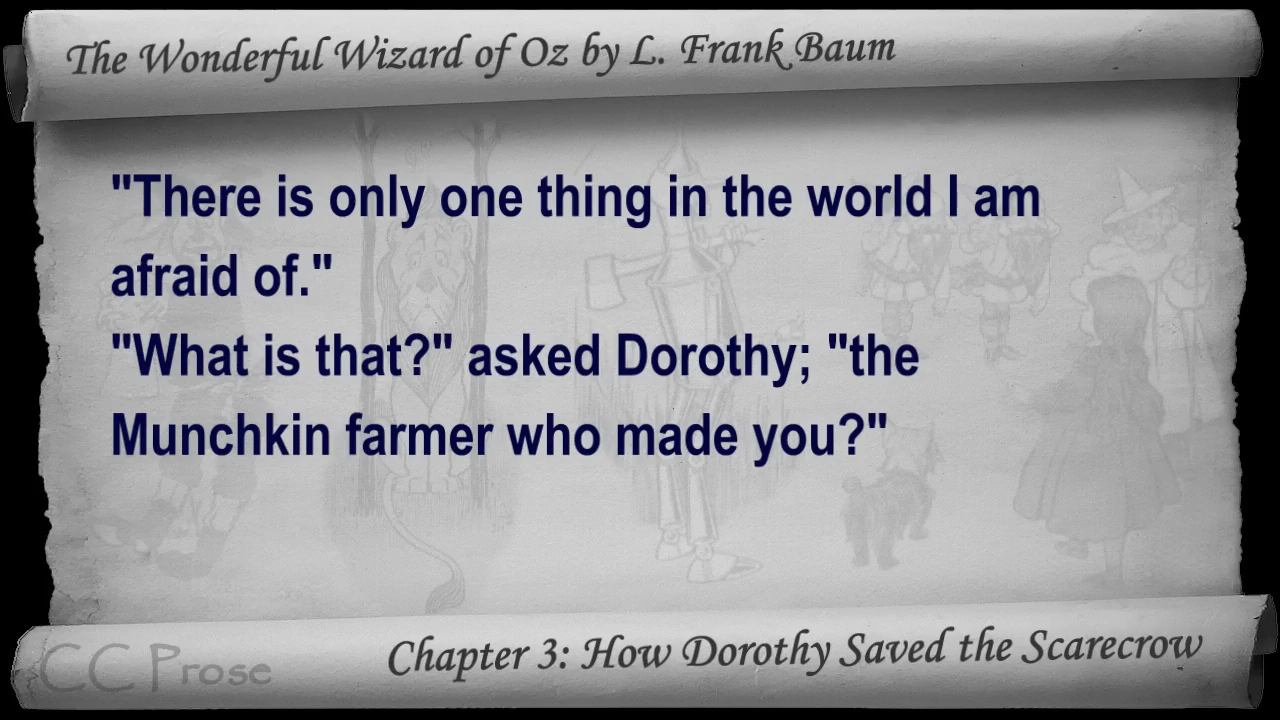 The Wonderful Wizard of Oz by L. Frank Baum
"There is only one thing in the world I am
afraid of."
"What is that?" asked Dorothy; "the
Munchkin farmer who made you?"
Chapter 3: How Dorothy Saved the Scarecrow
CC Prose